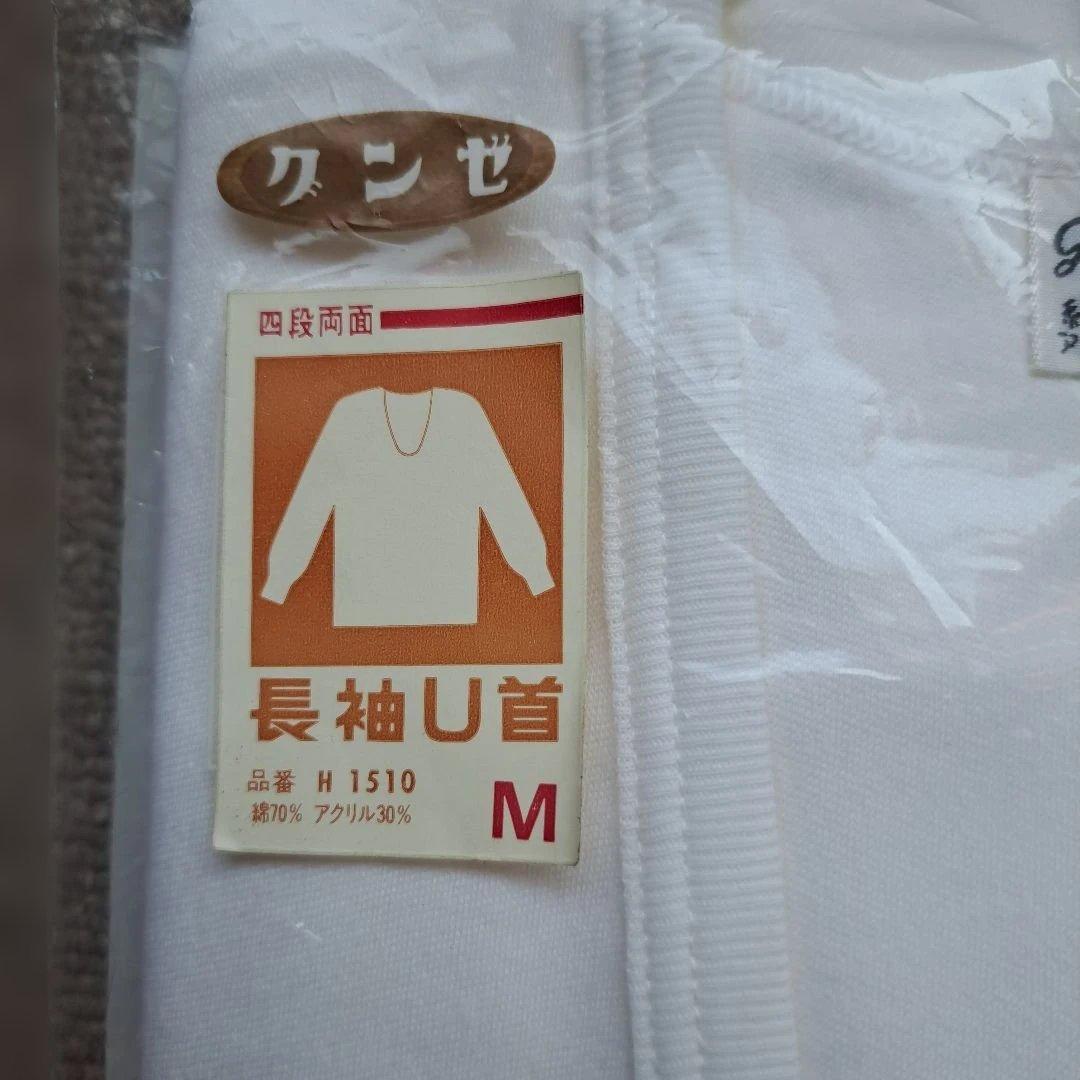 グンゼ
四段両面
長袖U首
品番 H 1510
綿70% アクリル30%
M